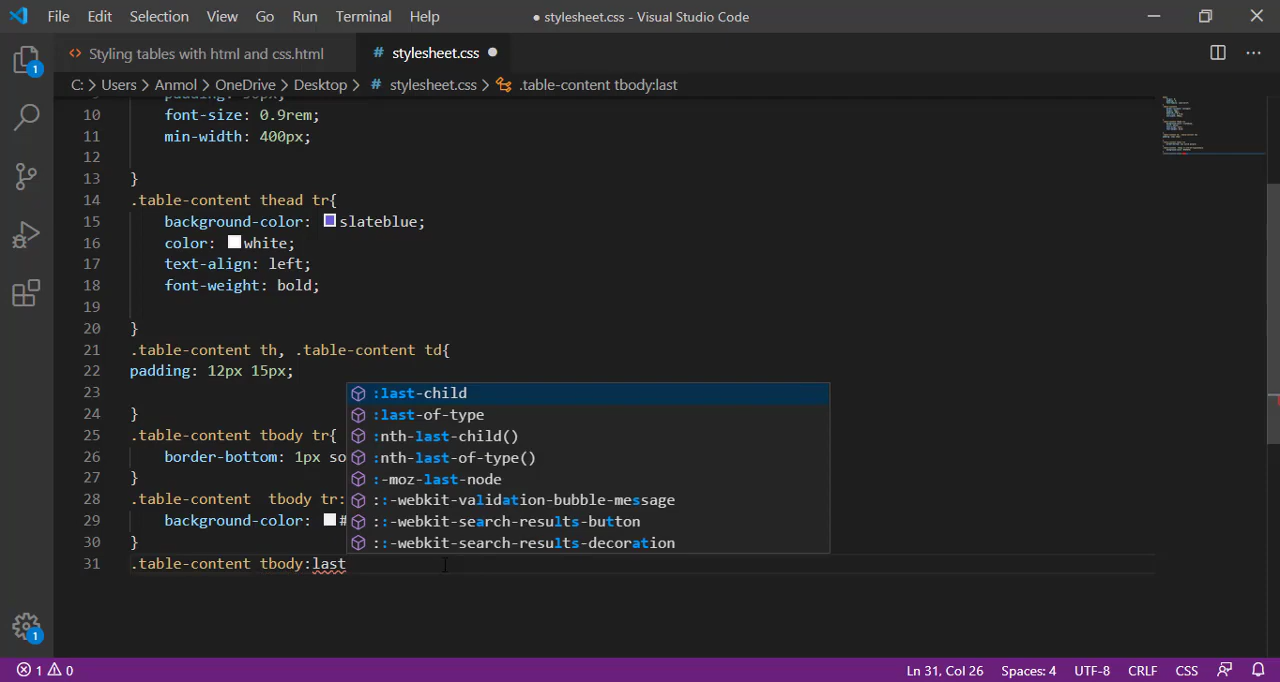 File Edit Selection View Go Run Terminal Help ● stylesheet.css - Visual Studio Code
<> Styling tables with html and css.html # stylesheet.css ●
C: > Users > Anmol > OneDrive > Desktop > # stylesheet.css > .table-content tbody:last
10 font-size: 0.9rem;
11 min-width: 400px;
12
13 }
14 .table-content thead tr{
15 background-color: slateblue;
16 color: white;
17 text-align: left;
18 font-weight: bold;
19
20 }
21 .table-content th, .table-content td{
22 padding: 12px 15px;
23 :last-child
24 } :last-of-type
25 .table-content tbody tr{ :nth-last-child()
26 border-bottom: 1px so :nth-last-of-type()
27 } :-moz-last-node
28 .table-content tbody tr: ::-webkit-validation-bubble-message
29 background-color: # ::-webkit-search-results-button
30 } ::-webkit-search-results-decoration
31 .table-content tbody:last
1 1 0 Ln 31, Col 26 Spaces: 4 UTF-8 CRLF CSS